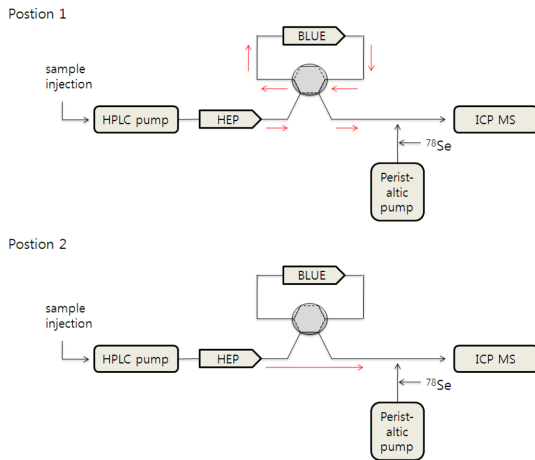 Postion 1
BLUE
sample
injection
HPLC pump
HEP
ICP MS
78Se
Perist-
altic
pump
Postion 2
BLUE
sample
injection
HPLC pump
HEP
ICP MS
78Se
Perist-
altic
pump